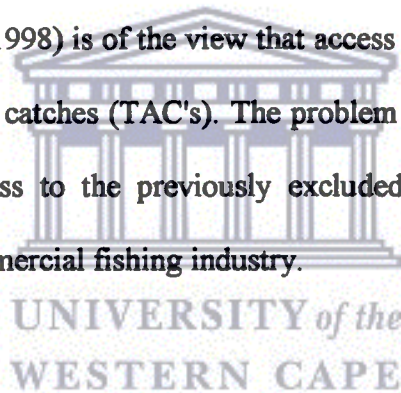 1998) is of the view that access
catches (TAC's). The problem
ss to the previously excluded
mercial fishing industry.
UNIVERSITY of the
WESTERN CAPE